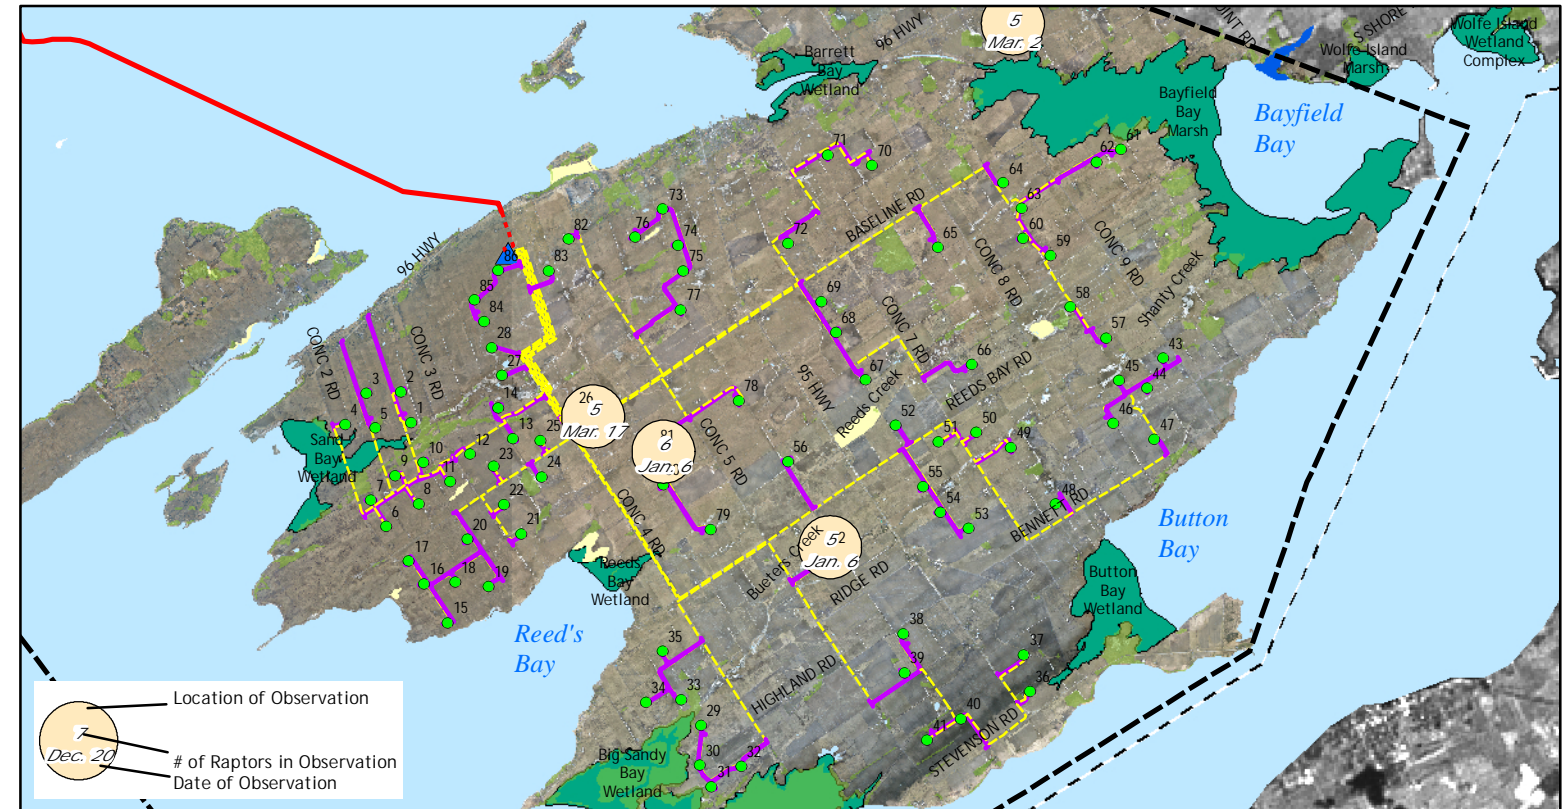 5
Mar. 2
96 HWY
S SHORE
Wolfe Island
Wetland
Complex
Wolfe Island
Marsh
Barrett
Bay
Wetland
Bayfield
Bay
Marsh
Bayfield
Bay
71
70
61
62
64
63
60
59
BASELINE RD
65
CONC 8 RD
CONC 9 RD
Shanty Creek
73
76
74
75
77
72
82
83
86
85
84
96 HWY
28
27
CONC 2 RD
CONC 3 RD
3
2
1
4
5
14
13
12
10
11
9
8
7
6
Sand
Bay
Wetland
26
5
Mar. 17
25
24
23
22
21
20
81
6
Jan. 6
78
79
CONC 5 RD
CONC 4 RD
95 HWY
69
68
67
CONC 7 RD
66
REEDS BAY RD
Reeds Creek
58
57
43
44
45
46
47
52
51
50
49
56
55
54
53
48
BENNETT RD
Button
Bay
Button
Bay
Wetland
52
Jan. 6
Bueters Creek
RIDGE RD
17
16
18
19
15
Reeds
Bay
Wetland
Reed's
Bay
35
34
33
29
30
31
32
HIGHLAND RD
38
39
37
36
40
41
STEVENSON RD
Big Sandy
Bay
Wetland
Location of Observation
7
Dec. 20
# of Raptors in Observation
Date of Observation